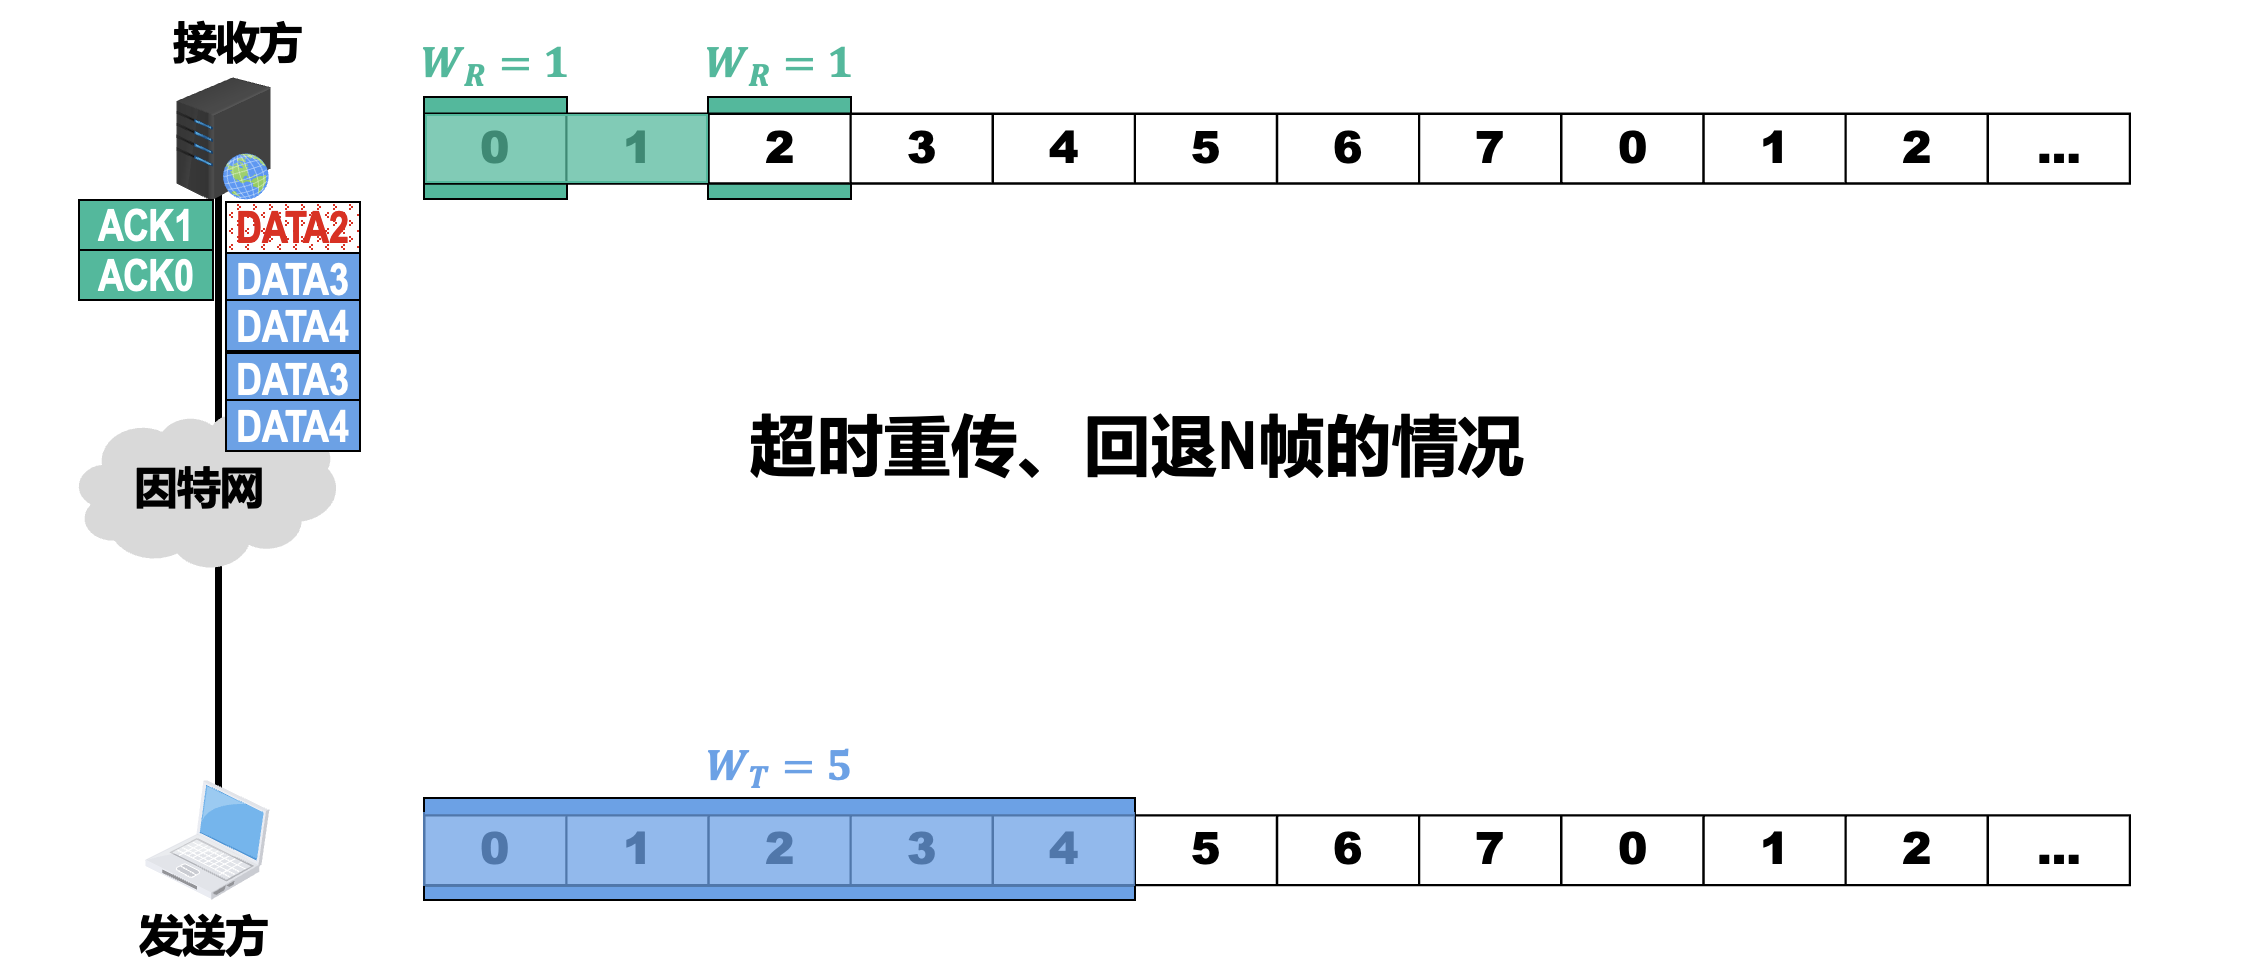 接收方
W_R = 1 W_R = 1
0 1 2 3 4 5 6 7 0 1 2 ...
ACK1
ACK0
DATA2
DATA3
DATA4
DATA3
DATA4
因特网
超时重传、回退N帧的情况
W_T = 5
0 1 2 3 4 5 6 7 0 1 2 ...
发送方